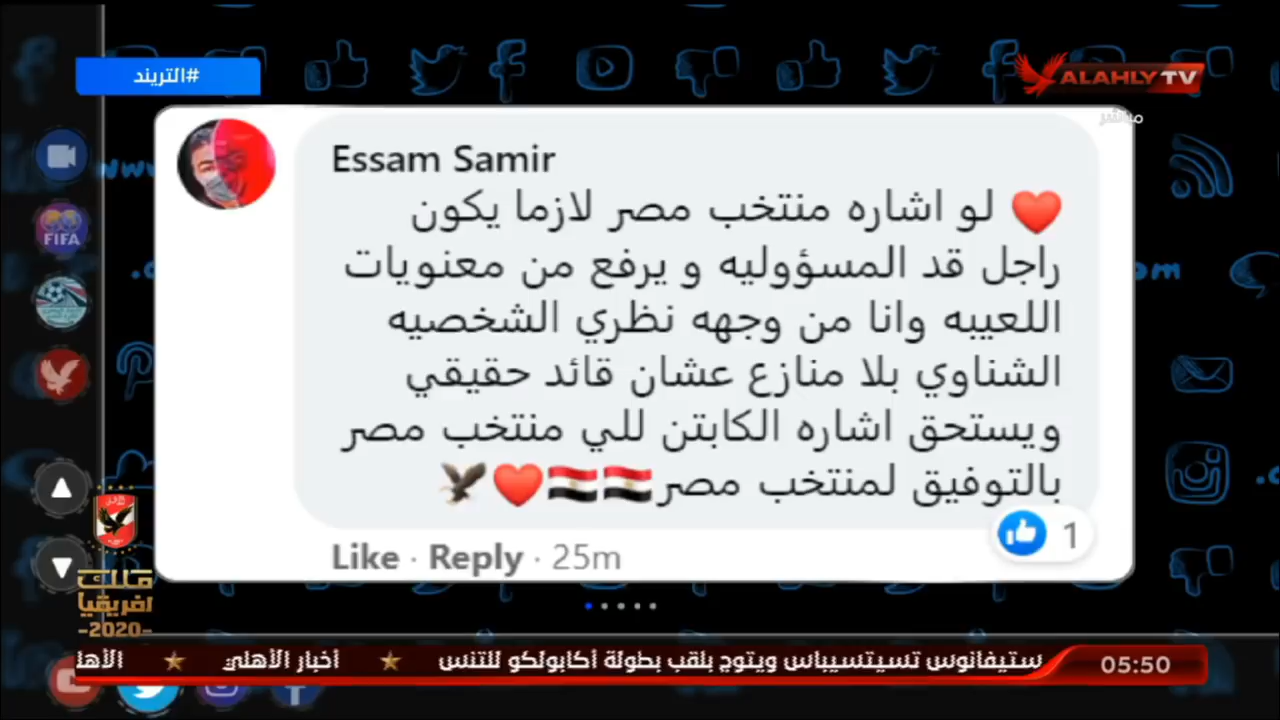 #التريند
ALAHLY TV
مباشر
Essam Samir
❤️ لو اشاره منتخب مصر لازما يكون
راجل قد المسؤوليه و يرفع من معنويات
اللعيبه وانا من وجهه نظري الشخصيه
الشناوي بلا منازع عشان قائد حقيقي
ويستحق اشاره الكابتن للي منتخب مصر
بالتوفيق لمنتخب مصر🇪🇬🇪🇬❤️🦅
1
Like · Reply · 25m
FIFA
ملك
افريقيا
-2020-
ستيفانوس تسيتسيباس ويتوج بلقب بطولة أكابولكو للتنس ★ أخبار الأهلي ★ الأها
05:50